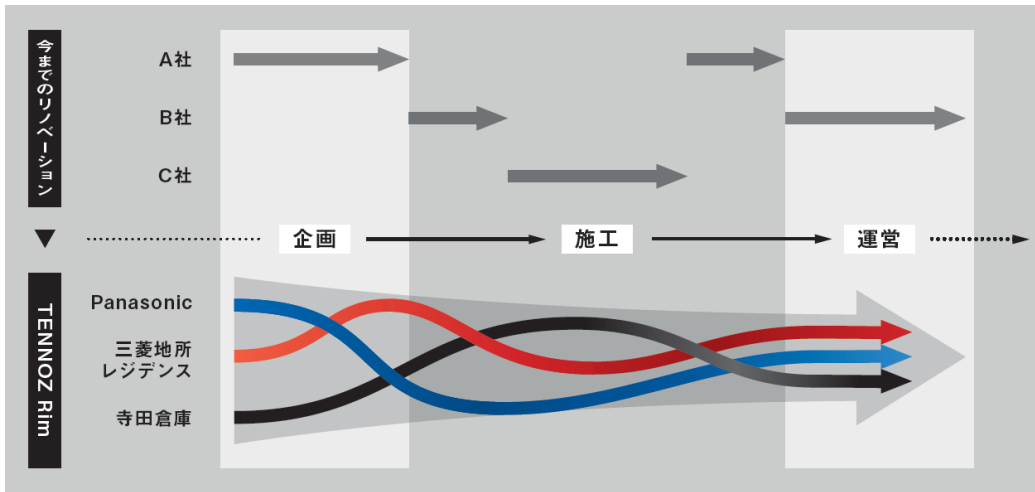 今までのリノベーション
A社
B社
C社
企画
施工
運営
TENNOZ Rim
Panasonic
三菱地所
レジデンス
寺田倉庫